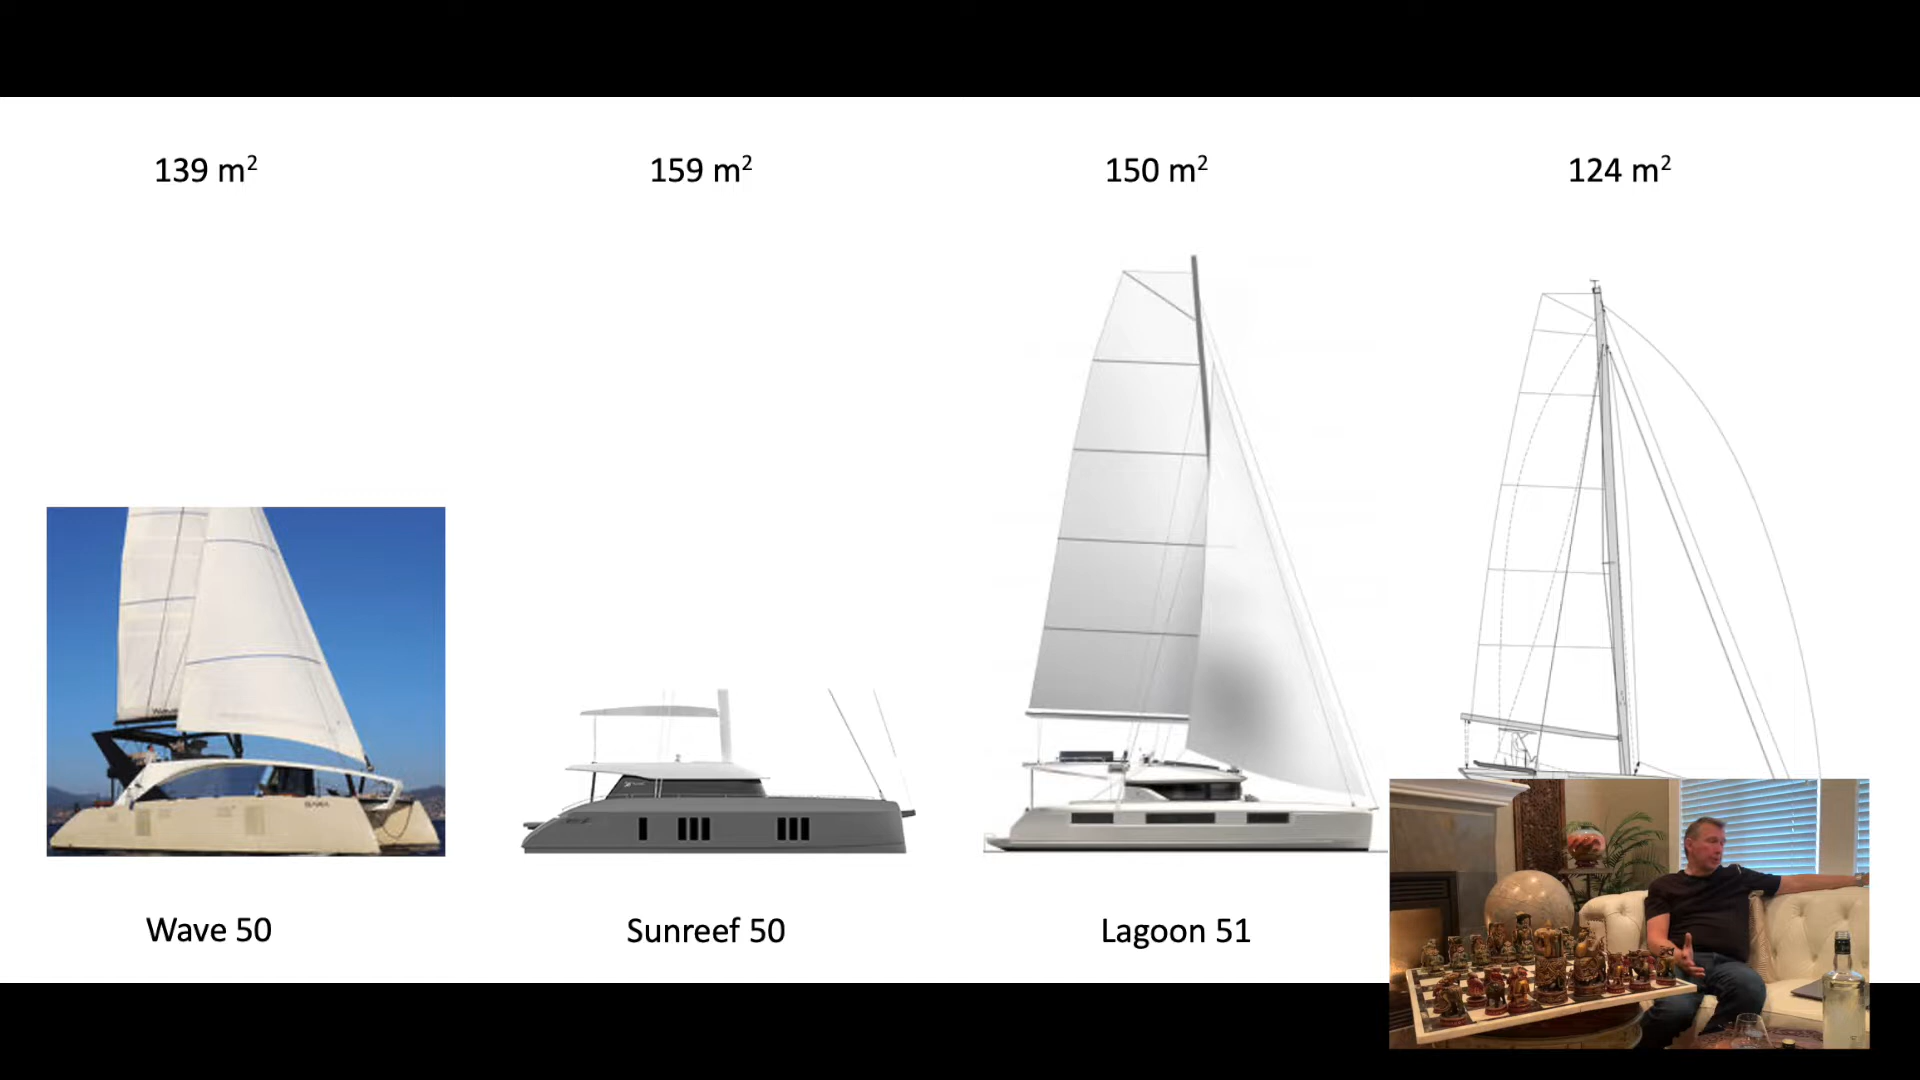 139 m²
159 m²
150 m²
124 m²
Wave 50
Sunreef 50
Lagoon 51